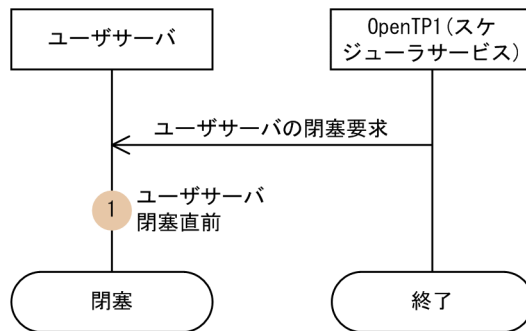 ユーザサーバ
OpenTP1(スケ
ジューラサービス)
ユーザサーバの閉塞要求
1
ユーザサーバ
閉塞直前
閉塞
終了